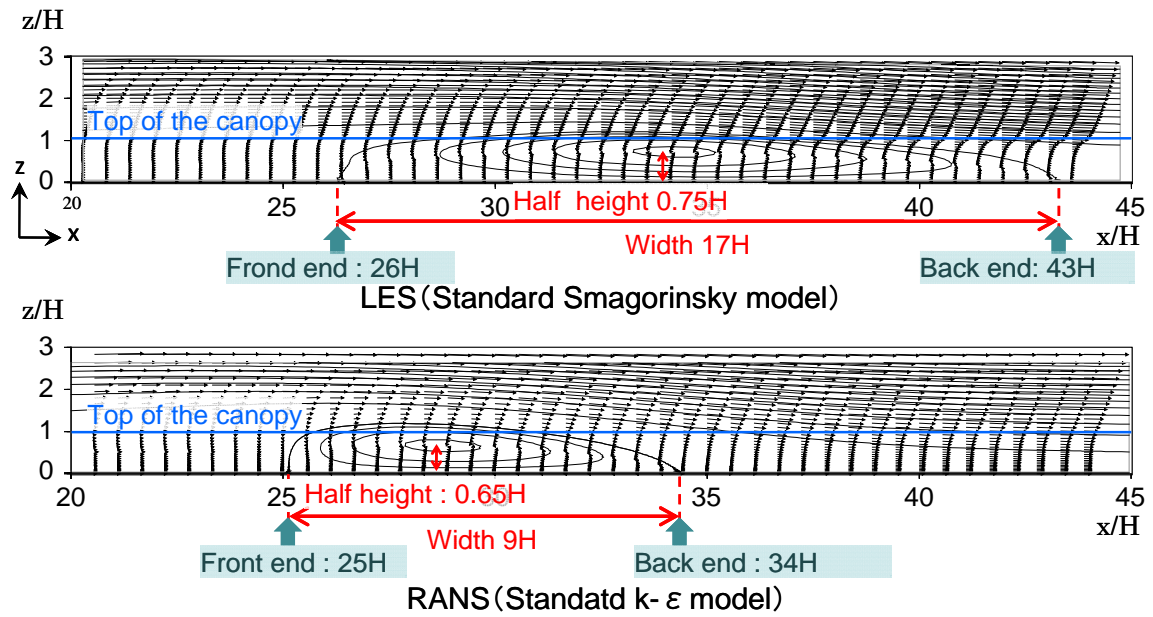 z/H
3
2
Top of the canopy
1
z
0
20 25 30 35 40 45
Half height 0.75H
x
Width 17H
x/H
Frond end : 26H
Back end: 43H
LES(Standard Smagorinsky model)
z/H
3
2
Top of the canopy
1
0
20 25 30 35 40 45
Half height : 0.65H
Width 9H
x/H
Front end : 25H
Back end : 34H
RANS(Standatd k- ε model)